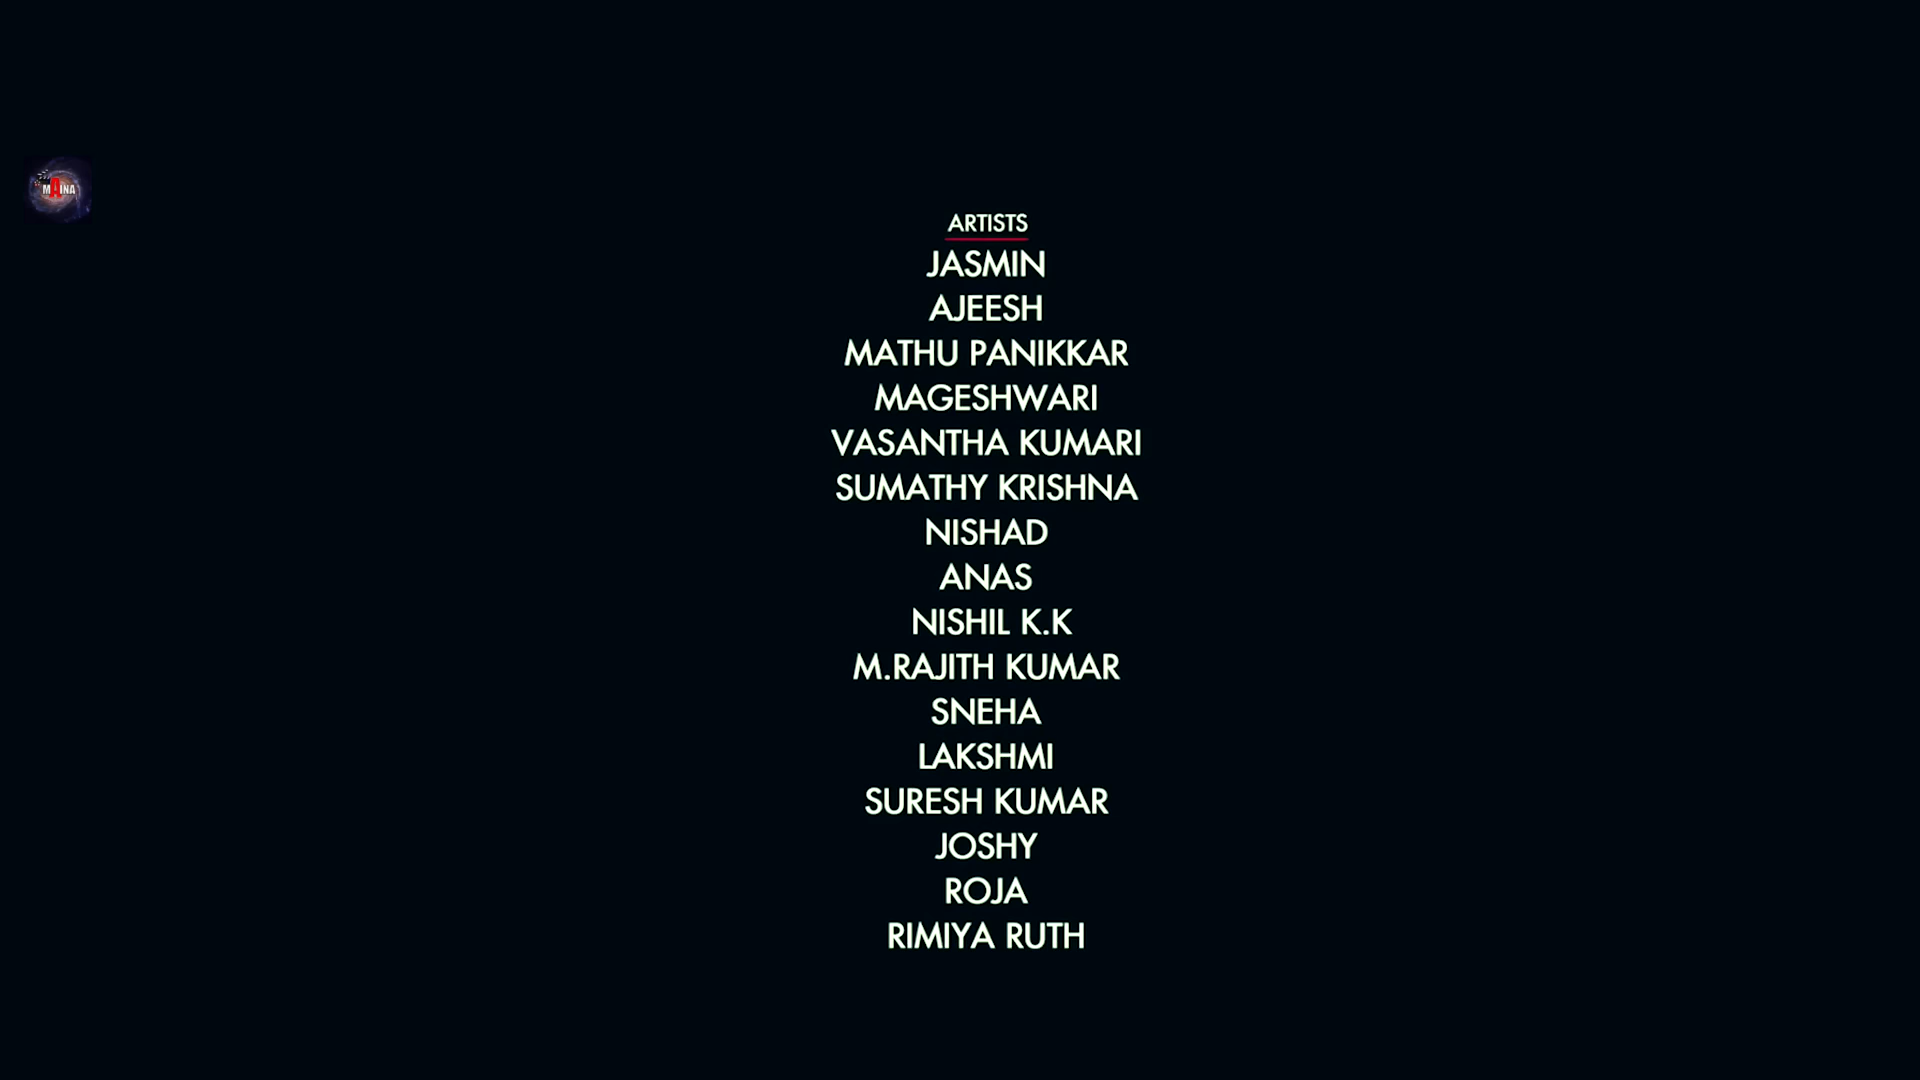 MAINA
ARTISTS
JASMIN
AJEESH
MATHU PANIKKAR
MAGESHWARI
VASANTHA KUMARI
SUMATHY KRISHNA
NISHAD
ANAS
NISHIL K.K
M.RAJITH KUMAR
SNEHA
LAKSHMI
SURESH KUMAR
JOSHY
ROJA
RIMIYA RUTH